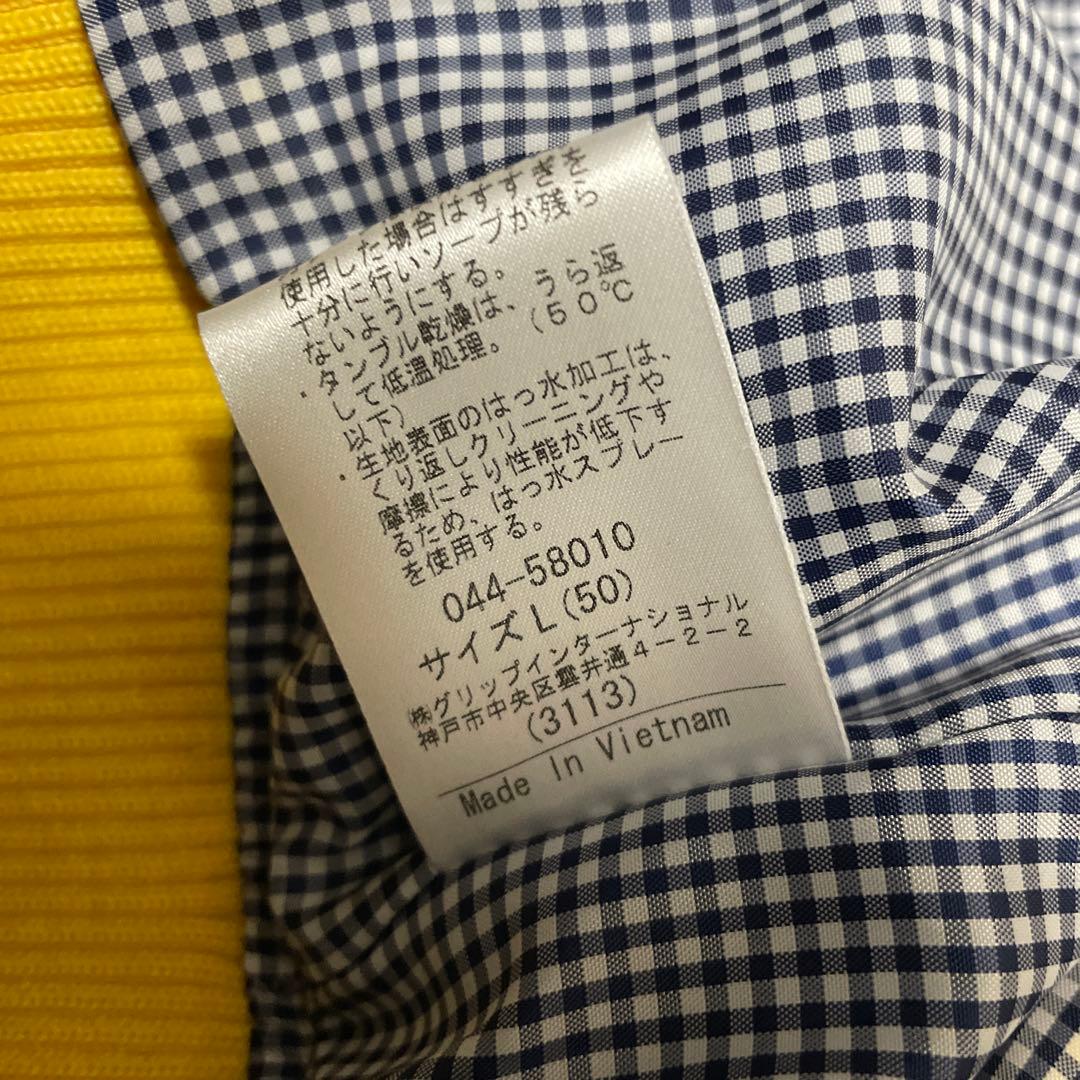 使用した場合はすすぎを
十分に行いソープが残ら
ないようにする。
・タンブル乾燥は、うら返
して低温処理。（５０℃
以下）
・生地表面のはっ水加工は、
くり返しクリーニングや
摩擦により性能が低下す
るため、はっ水スプレー
を使用する。
044-58010
サイズL(50)
㈱グリップインターナショナル
神戸市中央区雲井通4-2-2
(3113)
Made In Vietnam